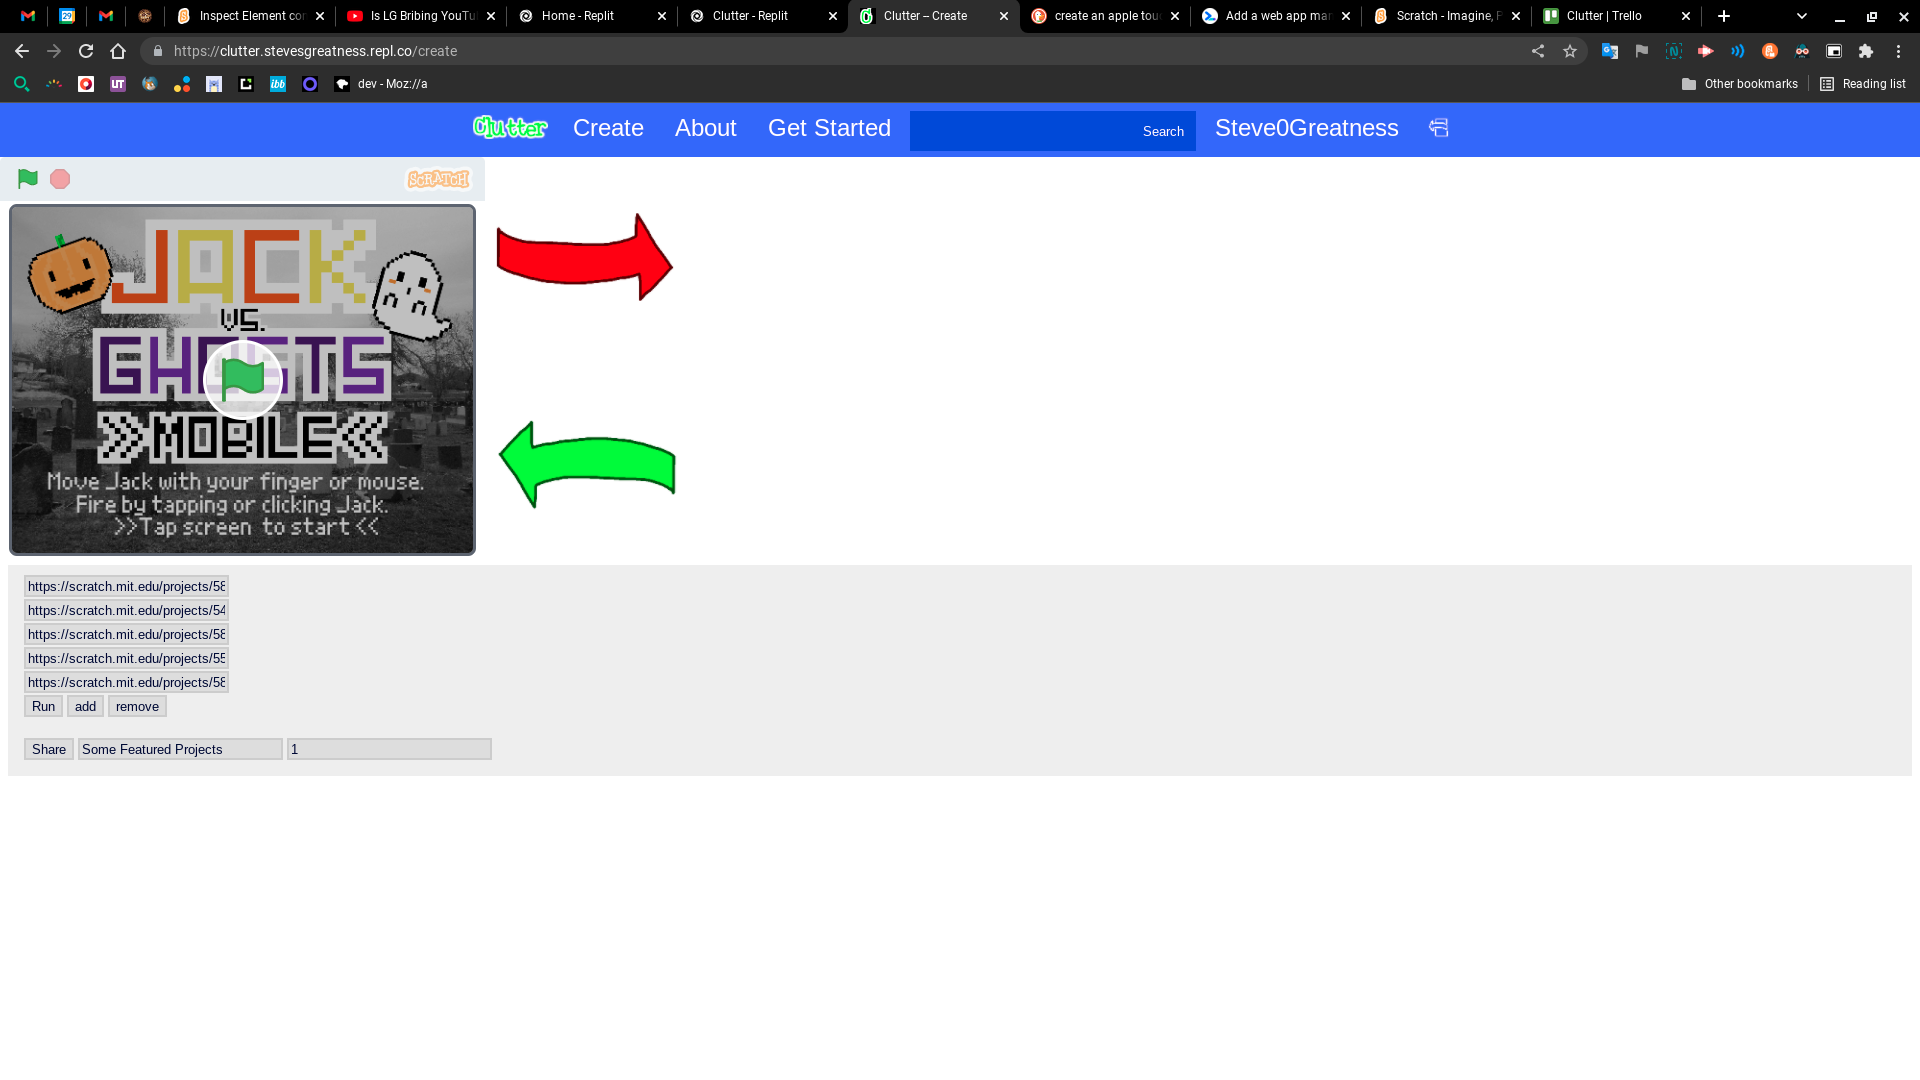 29
Inspect Element con
Is LG Bribing YouTu
Home - Replit
Clutter - Replit
Clutter – Create
create an apple tou
Add a web app man
Scratch - Imagine, P
Clutter | Trello
https://clutter.stevesgreatness.repl.co/create
UT
ibb
dev - Moz://a
Other bookmarks
Reading list
Clutter
Create
About
Get Started
Search
Steve0Greatness
SCRATCH
JACK
VS.
GHOSTS
»MOBILE«
Move Jack with your finger or mouse.
Fire by tapping or clicking Jack.
>>Tap screen to start <<
https://scratch.mit.edu/projects/58
https://scratch.mit.edu/projects/54
https://scratch.mit.edu/projects/58
https://scratch.mit.edu/projects/55
https://scratch.mit.edu/projects/58
Run add remove
Share Some Featured Projects 1